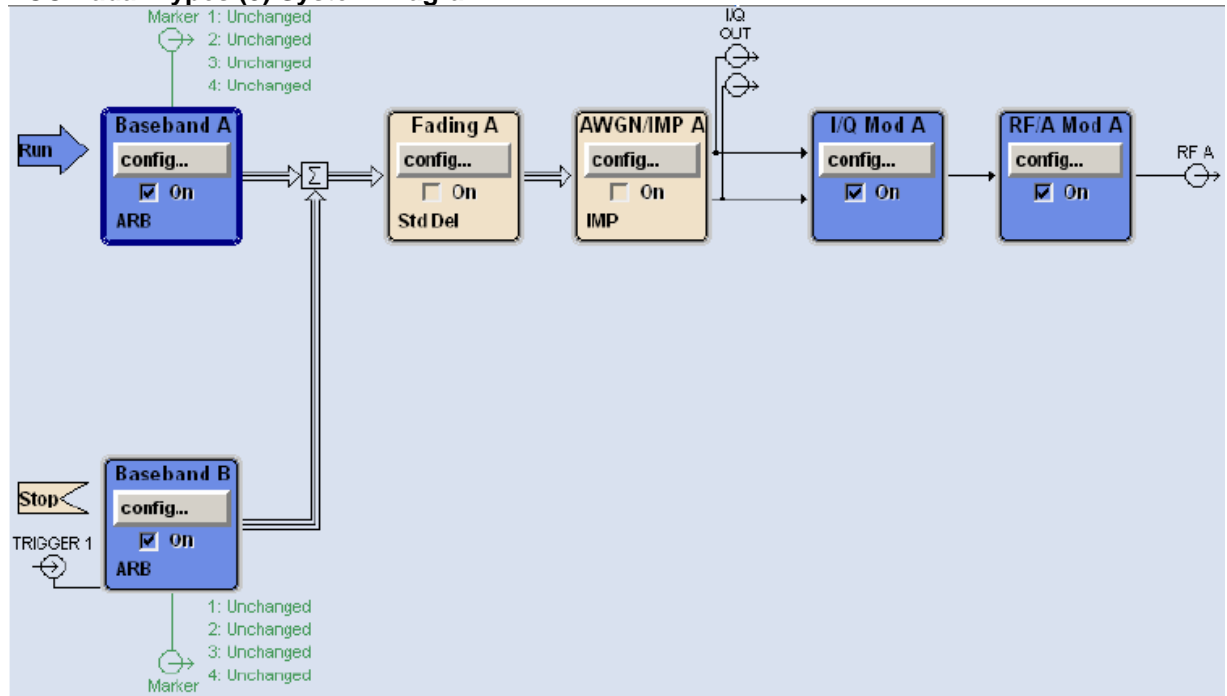 Marker 1: Unchanged
2: Unchanged
3: Unchanged
4: Unchanged
I/Q
OUT
Run
Baseband A
config...
On
ARB
Σ
Fading A
config...
On
Std Del
AWGN/IMP A
config...
On
IMP
I/Q Mod A
config...
On
RF/A Mod A
config...
On
RF A
Stop
TRIGGER 1
Baseband B
config...
On
ARB
1: Unchanged
2: Unchanged
3: Unchanged
4: Unchanged
Marker